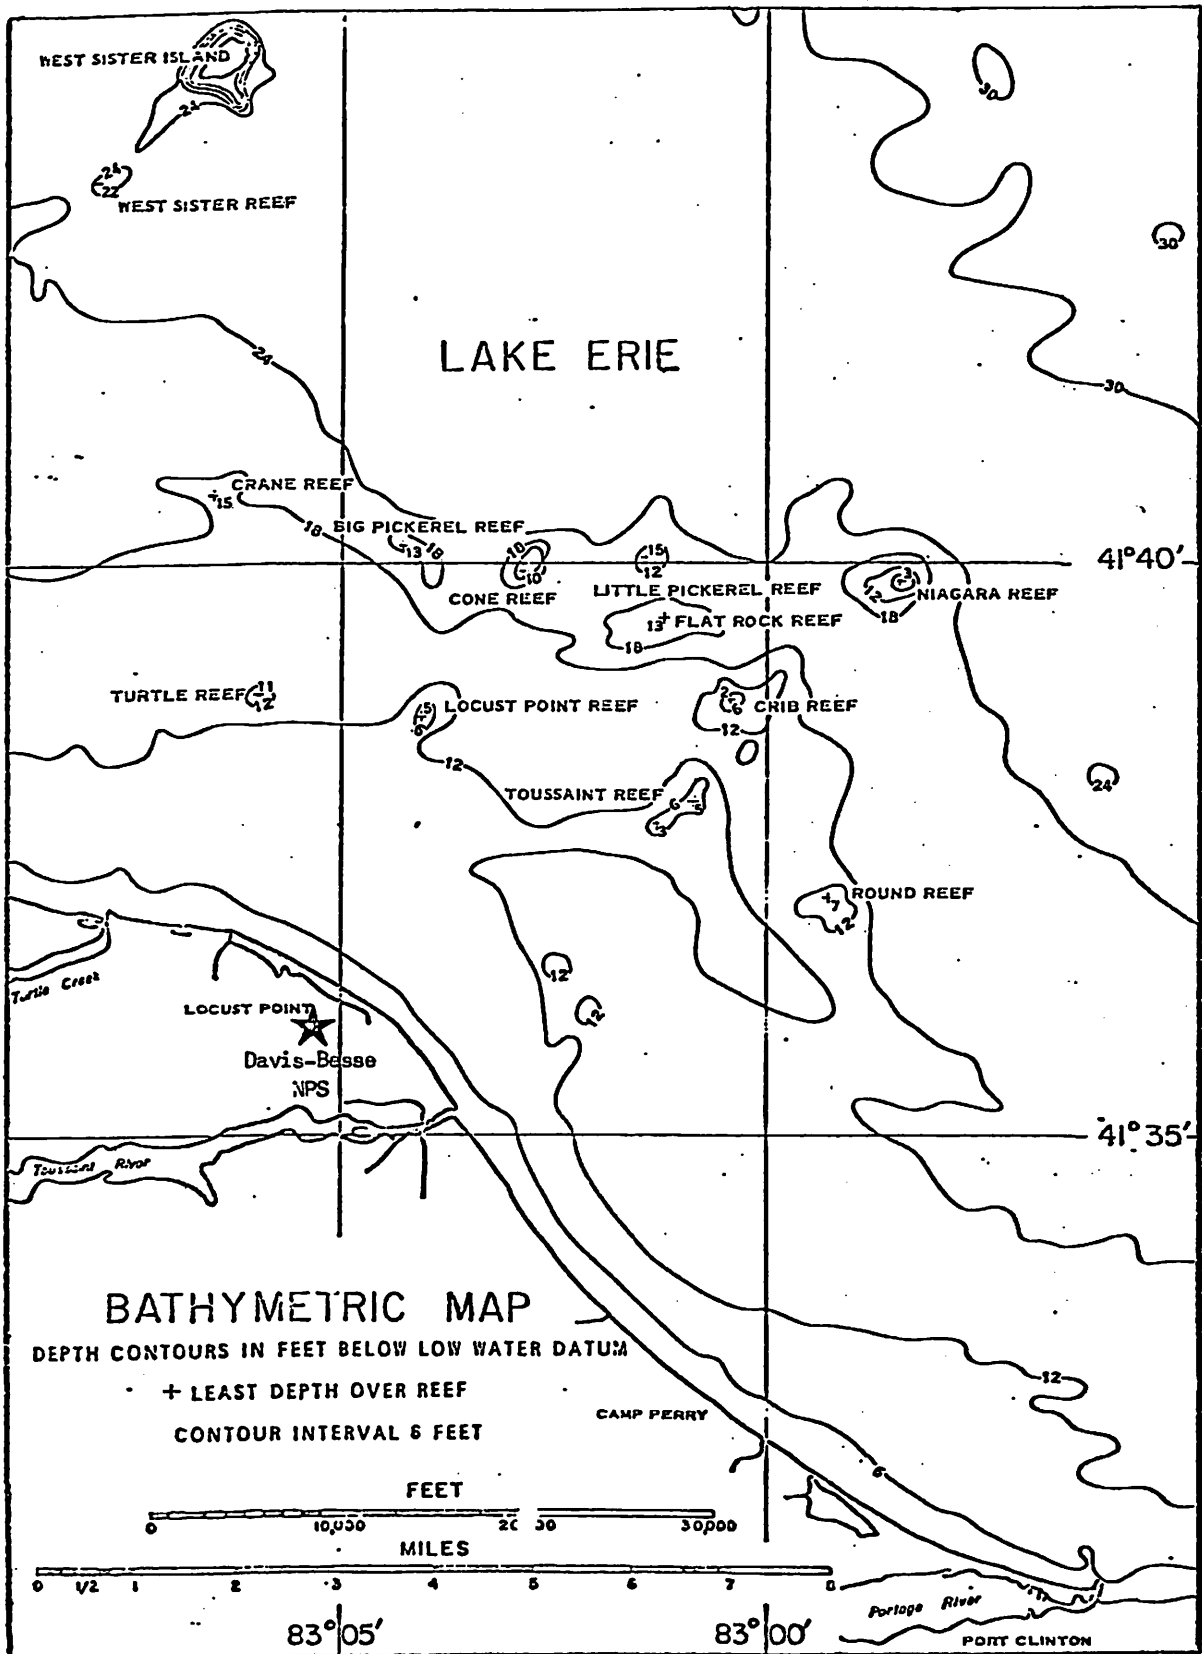 WEST SISTER ISLAND
24
30
24
22
WEST SISTER REEF
30
LAKE ERIE
24
30
CRANE REEF
15
18
BIG PICKEREL REEF
13
18
18
10
15
12
41°40'
CONE REEF
LITTLE PICKEREL REEF
3
12
NIAGARA REEF
18
13+ FLAT ROCK REEF
18
TURTLE REEF
11
12
5
6
LOCUST POINT REEF
2
6
CRIB REEF
12
12
24
TOUSSAINT REEF
6
5
3
+7
ROUND REEF
12
12
12
Turtle Creek
LOCUST POINT
Davis-Besse
NPS
41°35'
Toussaint River
BATHYMETRIC MAP
DEPTH CONTOURS IN FEET BELOW LOW WATER DATUM
+ LEAST DEPTH OVER REEF
CONTOUR INTERVAL 6 FEET
12
CAMP PERRY
6
FEET
0 10,000 30,000
MILES
0 1/2 1 2 3 4 5 6 7 8
Portage River
83°05' 83°00'
PORT CLINTON